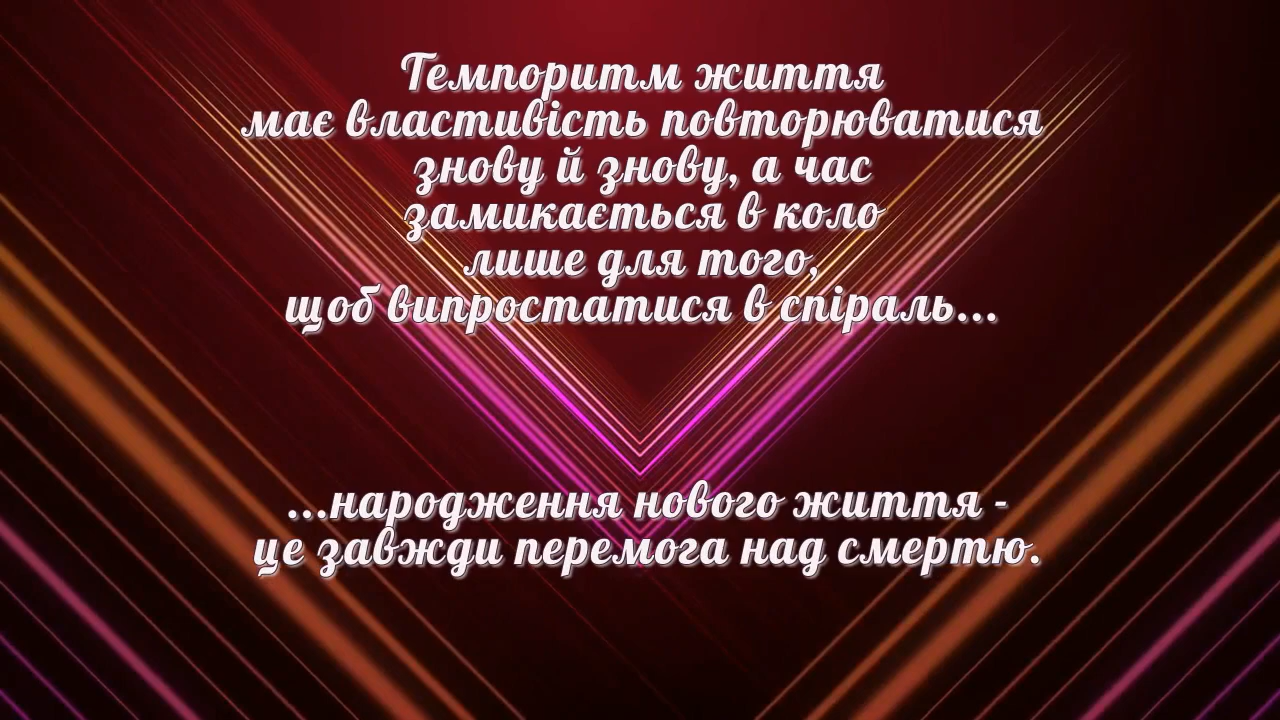 Темпоритм життя
має властивість повторюватися
знову й знову, а час
замикається в коло
лише для того,
щоб випростатися в спіраль...
...народження нового життя -
це завжди перемога над смертю.